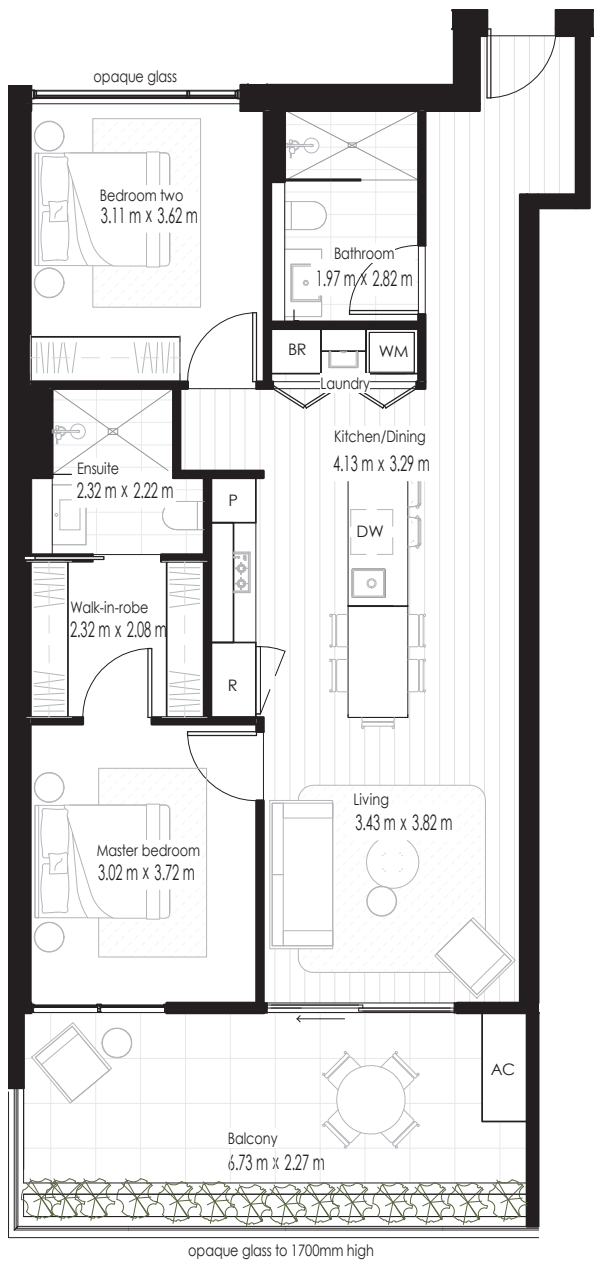 opaque glass
Bedroom two
3.11 m x 3.62 m
Bathroom
1.97 m x 2.82 m
BR
WM
Laundry
Kitchen/Dining
4.13 m x 3.29 m
Ensuite
2.32 m x 2.22 m
P
DW
Walk-in-robe
2.32 m x 2.08 m
R
Living
3.43 m x 3.82 m
Master bedroom
3.02 m x 3.72 m
AC
Balcony
6.73 m x 2.27 m
opaque glass to 1700mm high